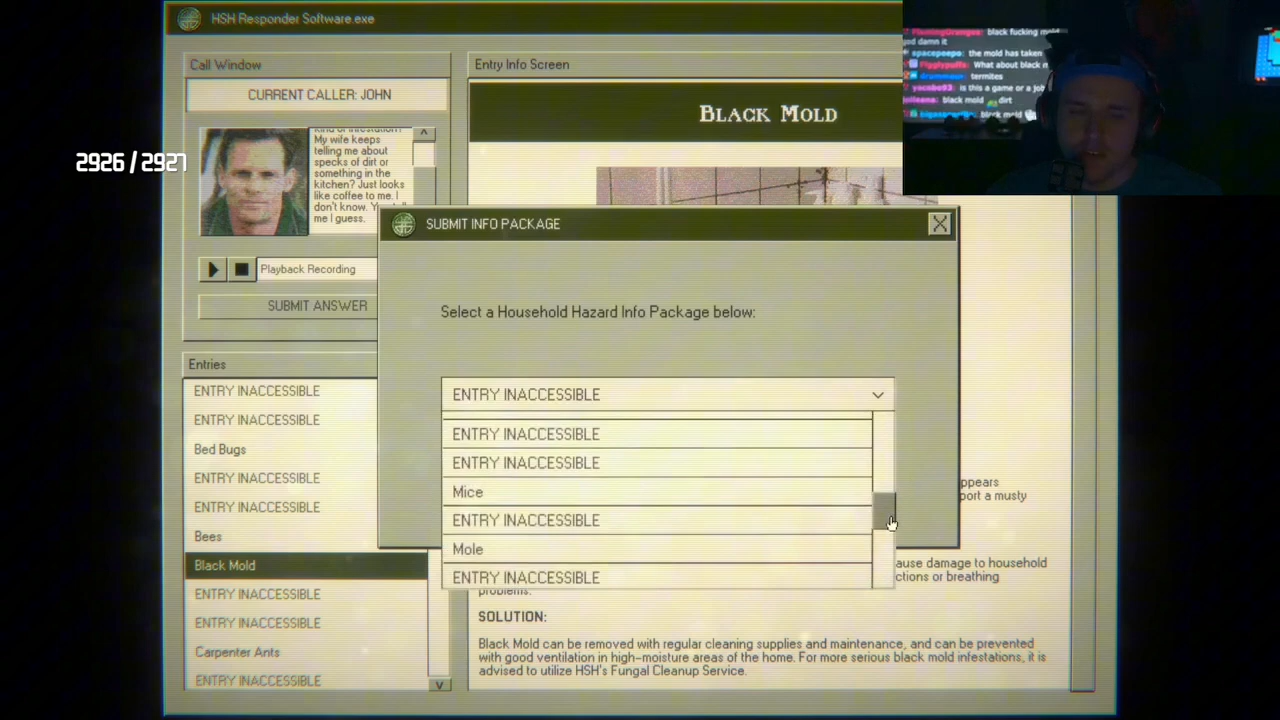 HSH Responder Software.exe
Call Window
CURRENT CALLER: JOHN
My wife keeps
telling me about
specks of dirt or
something in the
kitchen? Just looks
like coffee to me. I
don't know.
me I guess.
2926 / 2927
Playback Recording
SUBMIT ANSWER
Entries
ENTRY INACCESSIBLE
ENTRY INACCESSIBLE
Bed Bugs
ENTRY INACCESSIBLE
ENTRY INACCESSIBLE
Bees
Black Mold
ENTRY INACCESSIBLE
ENTRY INACCESSIBLE
Carpenter Ants
ENTRY INACCESSIBLE
Entry Info Screen
BLACK MOLD
SUBMIT INFO PACKAGE
Select a Household Hazard Info Package below:
ENTRY INACCESSIBLE
ENTRY INACCESSIBLE
ENTRY INACCESSIBLE
Mice
ENTRY INACCESSIBLE
Mole
ENTRY INACCESSIBLE
ppears
port a musty
ause damage to household
ctions or breathing
problems.
SOLUTION:
Black Mold can be removed with regular cleaning supplies and maintenance, and can be prevented
with good ventilation in high-moisture areas of the home. For more serious black mold infestations, it is
advised to utilize HSH's Fungal Cleanup Service.
black fucking mold
god damn it
spacepeepo: the mold has taken
Figglypuffs: What about black m
termites
yocobo93: is this a game or a job
black mold dirt
black mold